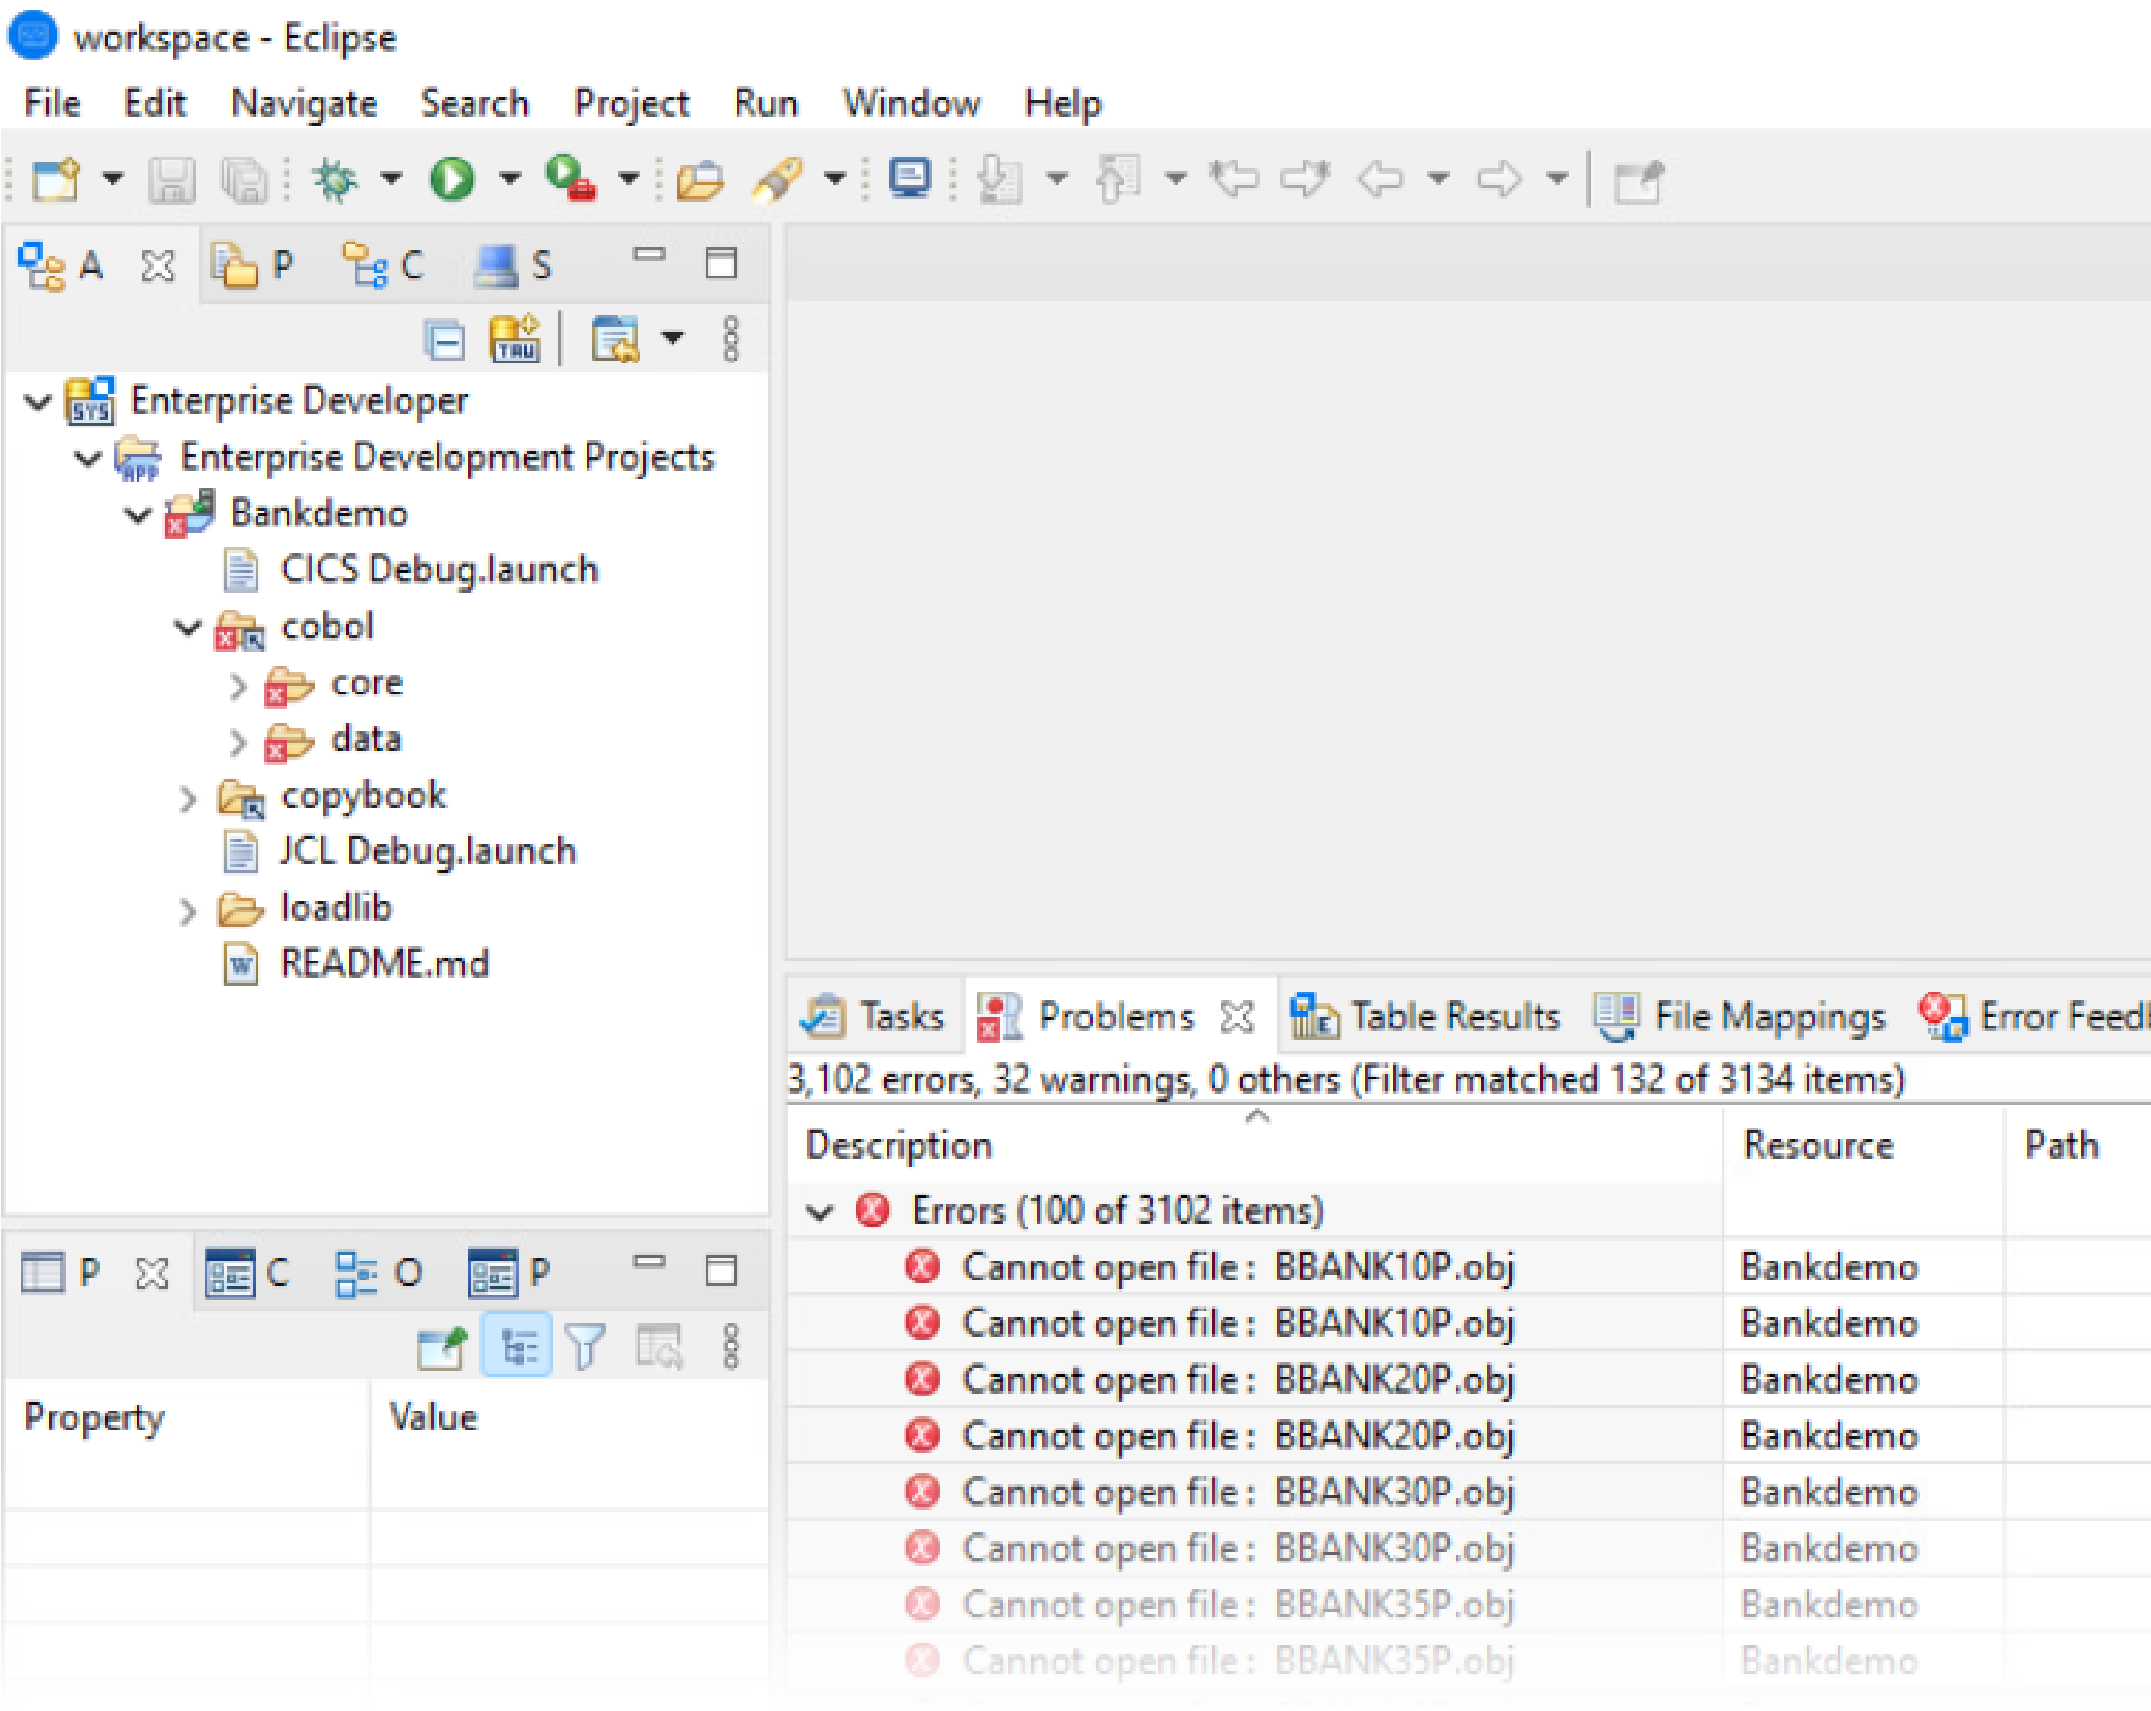 workspace - Eclipse
File Edit Navigate Search Project Run Window Help
A P C S
TRU
SYS Enterprise Developer
APP Enterprise Development Projects
Bankdemo
CICS Debug.launch
cobol
core
data
copybook
JCL Debug.launch
loadlib
W README.md
Tasks Problems Table Results File Mappings Error Feedb
3,102 errors, 32 warnings, 0 others (Filter matched 132 of 3134 items)
Description Resource Path
Errors (100 of 3102 items)
Cannot open file : BBANK10P.obj Bankdemo
Cannot open file : BBANK10P.obj Bankdemo
Cannot open file : BBANK20P.obj Bankdemo
Cannot open file : BBANK20P.obj Bankdemo
Cannot open file : BBANK30P.obj Bankdemo
Cannot open file : BBANK30P.obj Bankdemo
Cannot open file : BBANK35P.obj Bankdemo
Cannot open file : BBANK35P.obj Bankdemo
P C O P
Property Value